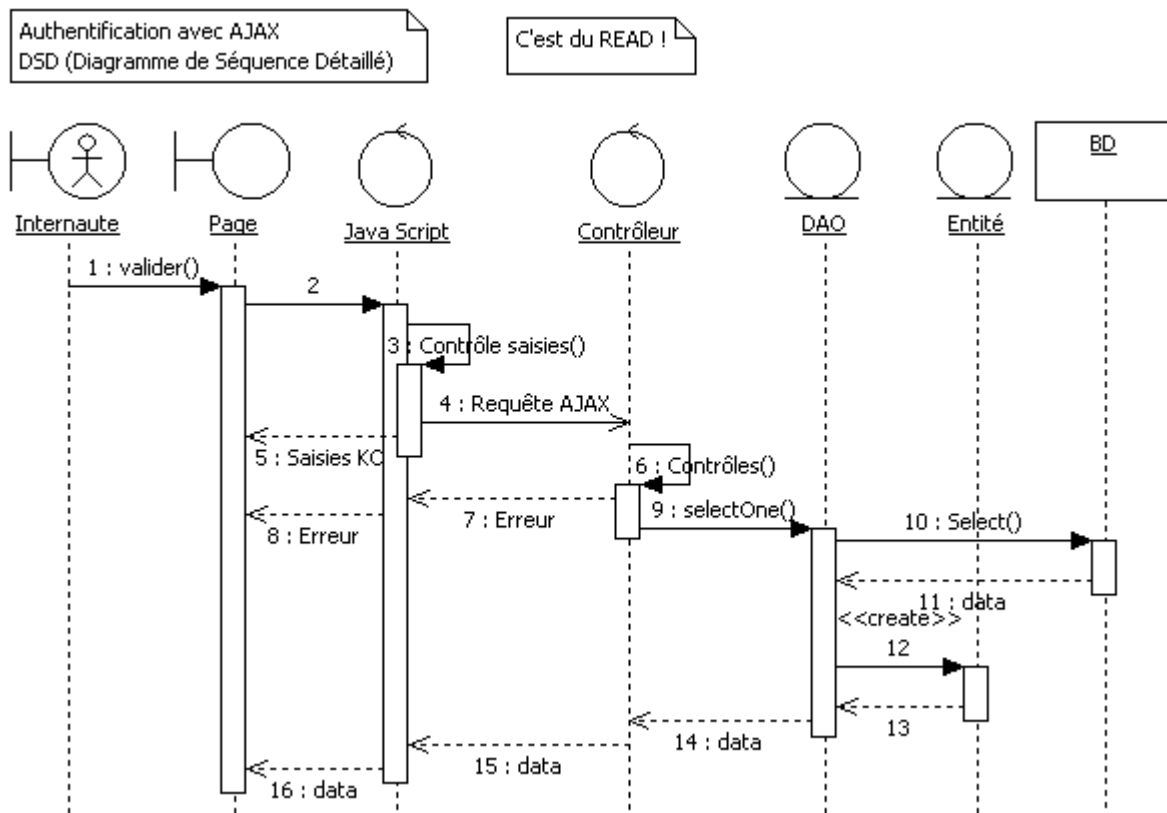 Authentification avec AJAX
DSD (Diagramme de Séquence Détaillé)
C'est du READ !
Internaute
Page
Java Script
Contrôleur
DAO
Entité
BD
1 : valider()
2
3 : Contrôle saisies()
4 : Requête AJAX
5 : Saisies KO
6 : Contrôles()
7 : Erreur
8 : Erreur
9 : selectOne()
10 : Select()
11 : data
<<create>>
12
13
14 : data
15 : data
16 : data